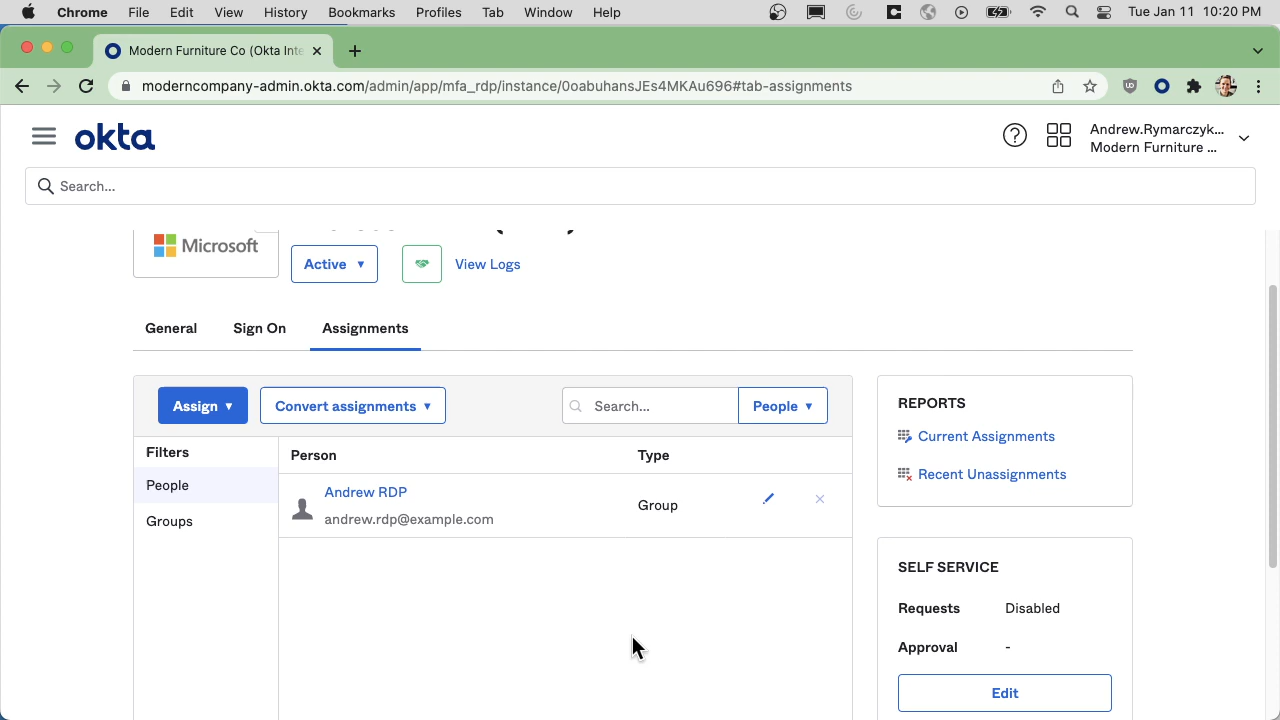 Chrome File Edit View History Bookmarks Profiles Tab Window Help Tue Jan 11 10:20 PM
Modern Furniture Co (Okta Inte
moderncompany-admin.okta.com/admin/app/mfa_rdp/instance/0oabuhansJEs4MKAu696#tab-assignments
okta
Andrew.Rymarczyk...
Modern Furniture ...
Search...
Microsoft
Active
View Logs
General Sign On Assignments
Assign Convert assignments Search... People
Filters Person Type
People
Groups
Andrew RDP
andrew.rdp@example.com
Group
REPORTS
Current Assignments
Recent Unassignments
SELF SERVICE
Requests Disabled
Approval -
Edit